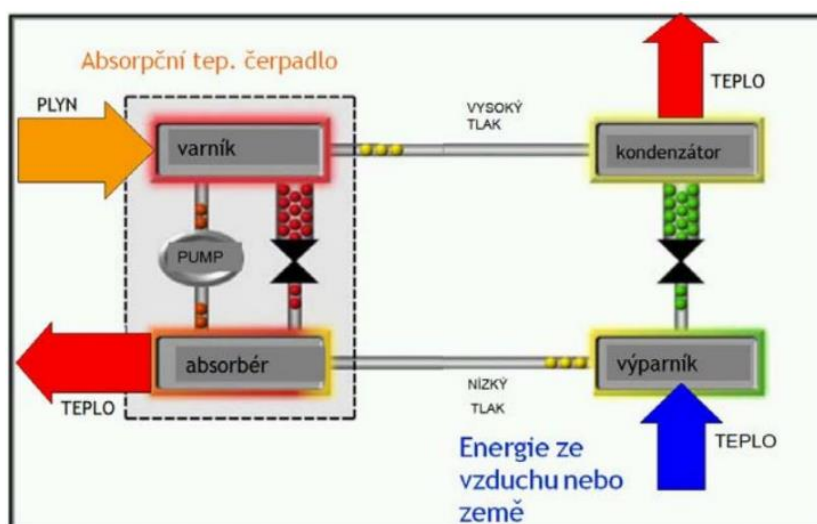 Absorpční tep. čerpadlo
PLYN
TEPLO
VYSOKÝ
TLAK
varník
kondenzátor
PUMP
absorbér
výparník
TEPLO
NÍZKÝ
TLAK
TEPLO
Energie ze
vzduchu nebo
země